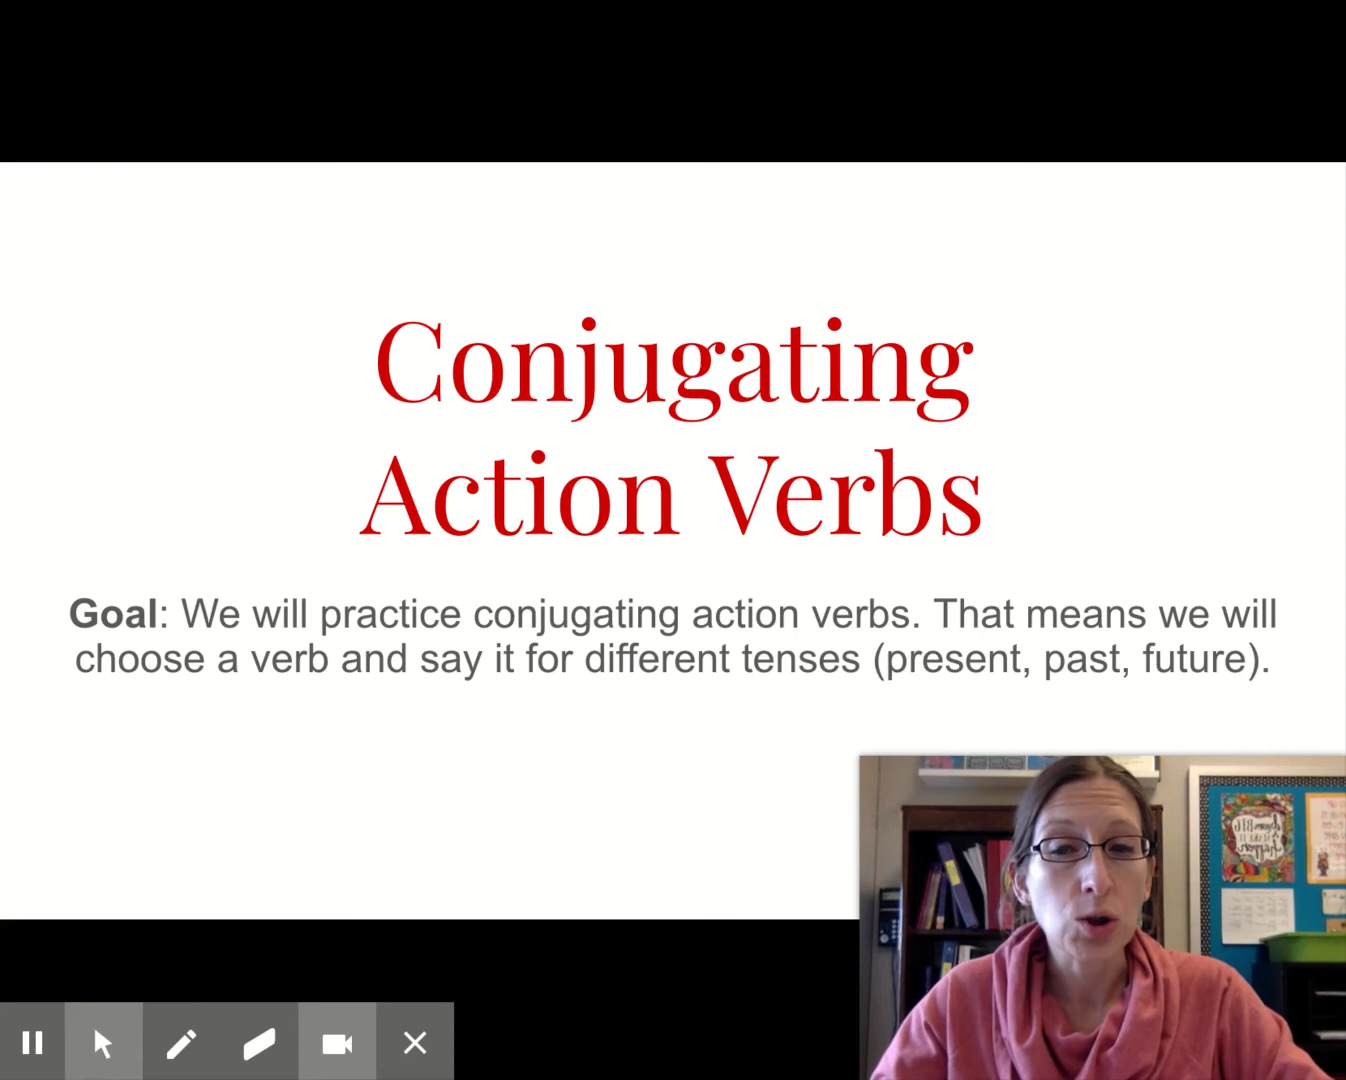 Conjugating
Action Verbs
Goal: We will practice conjugating action verbs. That means we will
choose a verb and say it for different tenses (present, past, future).